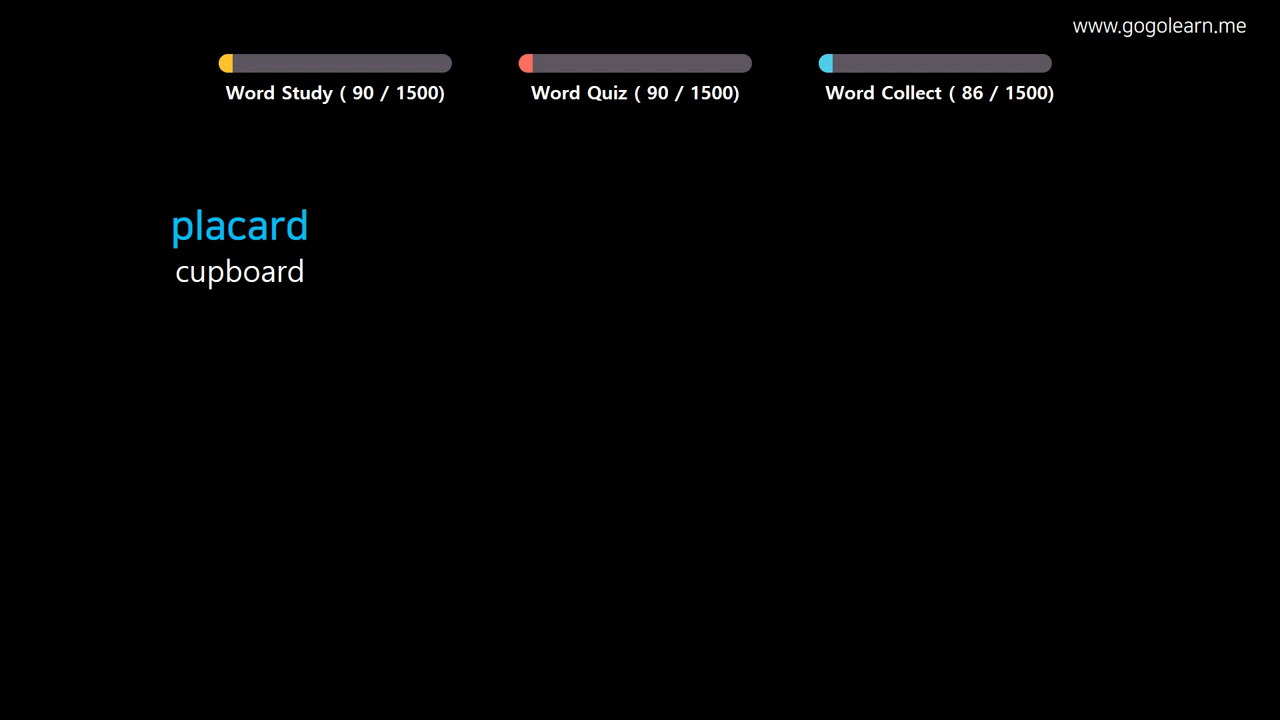 www.gogolearn.me
Word Study ( 90 / 1500)
Word Quiz ( 90 / 1500)
Word Collect ( 86 / 1500)
placard
cupboard